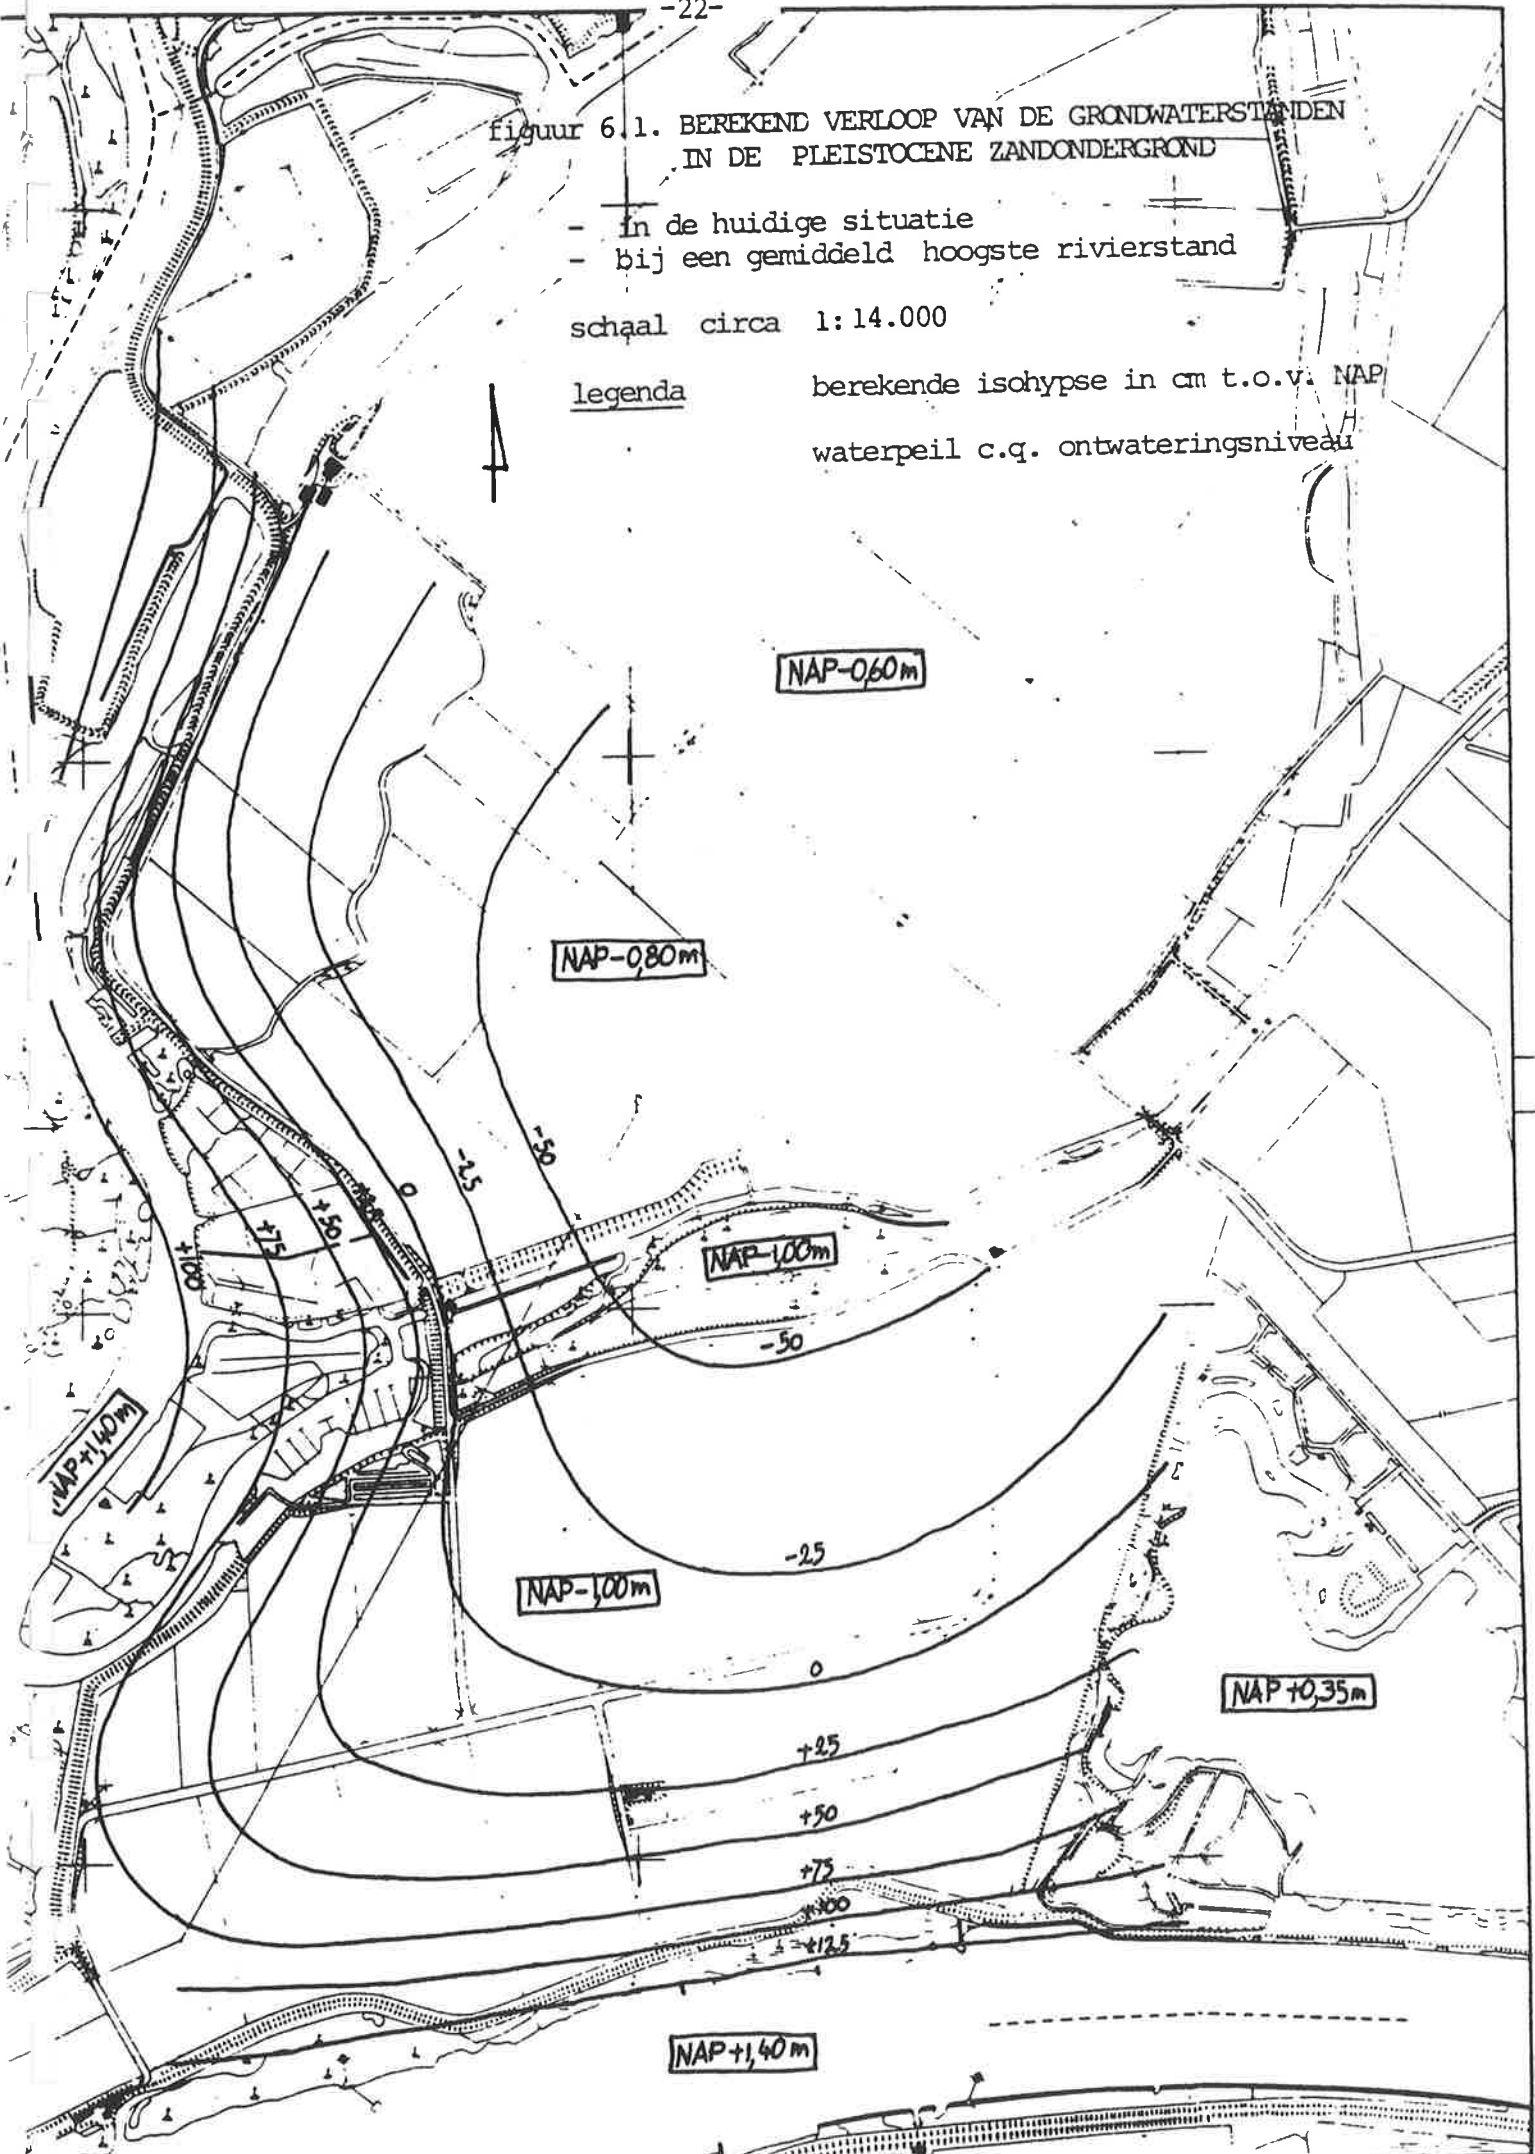 -22-
figuur 6.1. BEREKEND VERLOOP VAN DE GRONDWATERSTANDEN
IN DE PLEISTOCENE ZANDONDERGROND
- in de huidige situatie
- bij een gemiddeld hoogste rivierstand
schaal circa 1:14.000
legenda
berekende isohypse in cm t.o.v. NAP
waterpeil c.q. ontwateringsniveau
NAP-0,60m
NAP-0,80m
-50
-25
0
+50
+75
+100
NAP-1,00m
-50
NAP+1,40m
-25
NAP-1,00m
0
NAP+0,35m
+25
+50
+75
+100
+125
NAP+1,40m